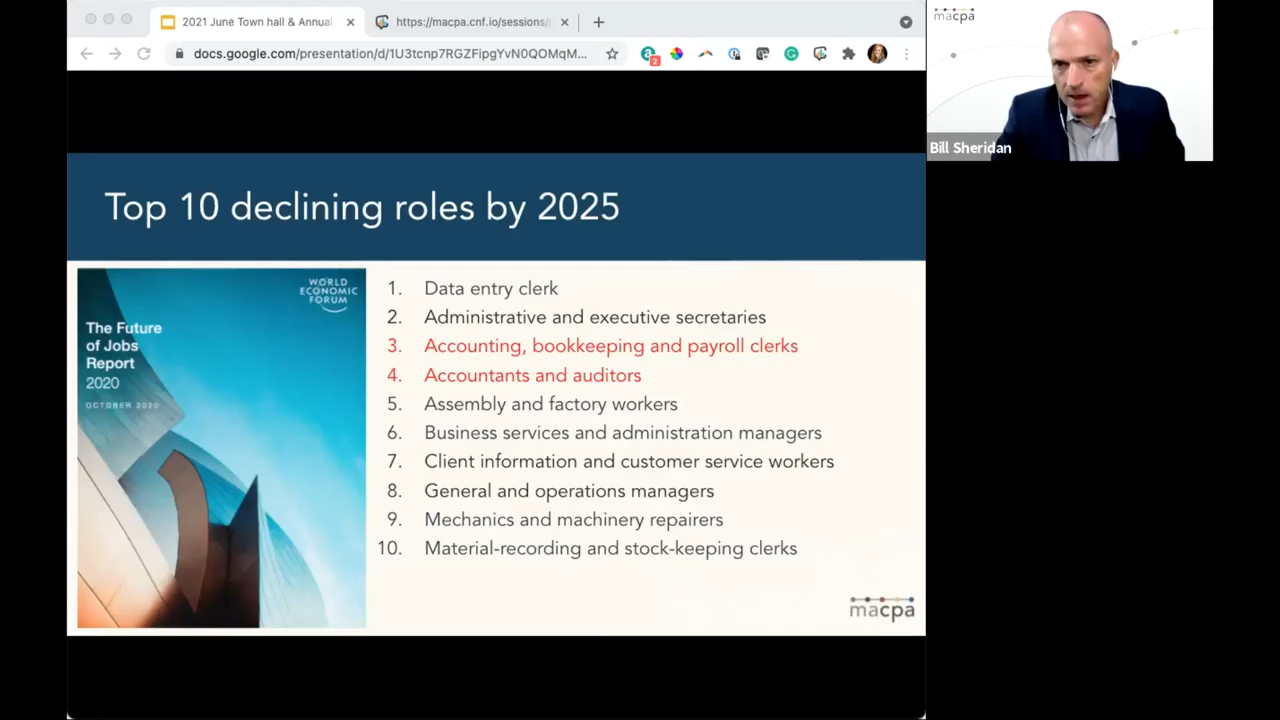 2021 June Town hall & Annual
https://macpa.cnf.io/sessions/
docs.google.com/presentation/d/1U3tcnp7RGZFipgYvN0QOMqM...
2
macpa
Bill Sheridan
Top 10 declining roles by 2025
WORLD
ECONOMIC
FORUM
The Future
of Jobs
Report
2020
OCTOBER 2020
1. Data entry clerk
2. Administrative and executive secretaries
3. Accounting, bookkeeping and payroll clerks
4. Accountants and auditors
5. Assembly and factory workers
6. Business services and administration managers
7. Client information and customer service workers
8. General and operations managers
9. Mechanics and machinery repairers
10. Material-recording and stock-keeping clerks
macpa